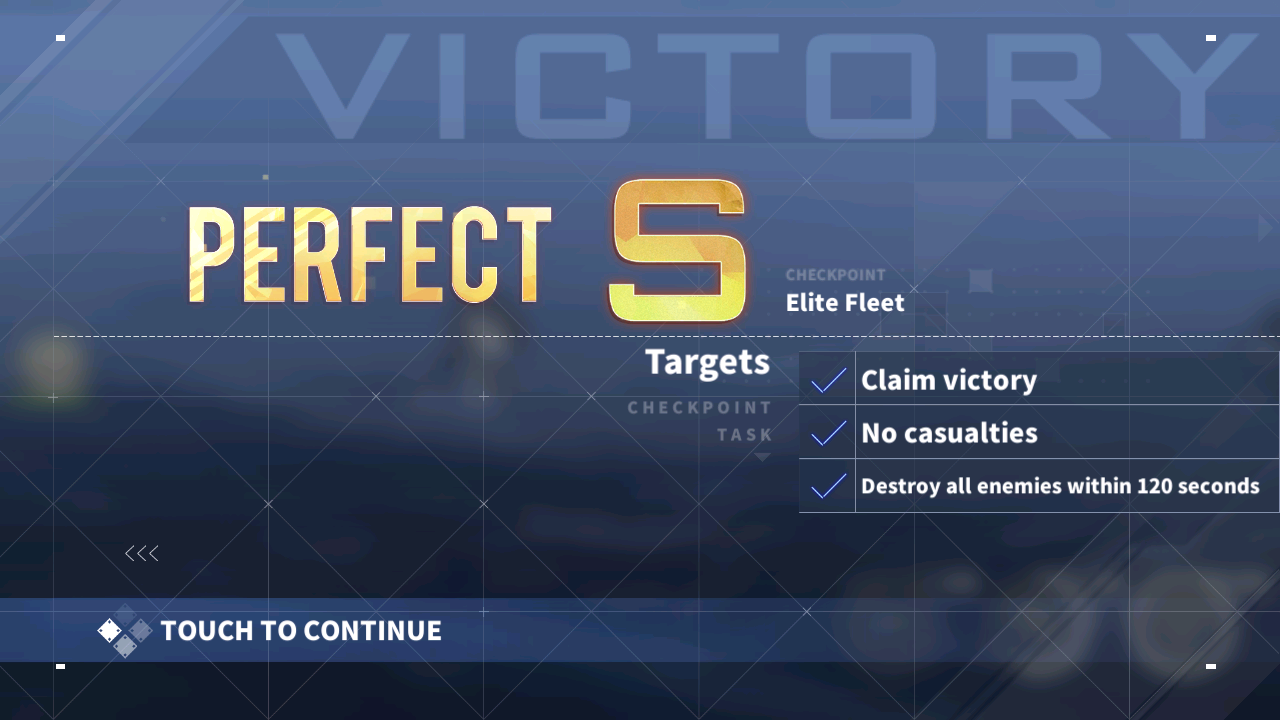 VICTORY
PERFECT S
CHECKPOINT
Elite Fleet
Targets
CHECKPOINT
TASK
Claim victory
No casualties
Destroy all enemies within 120 seconds
TOUCH TO CONTINUE